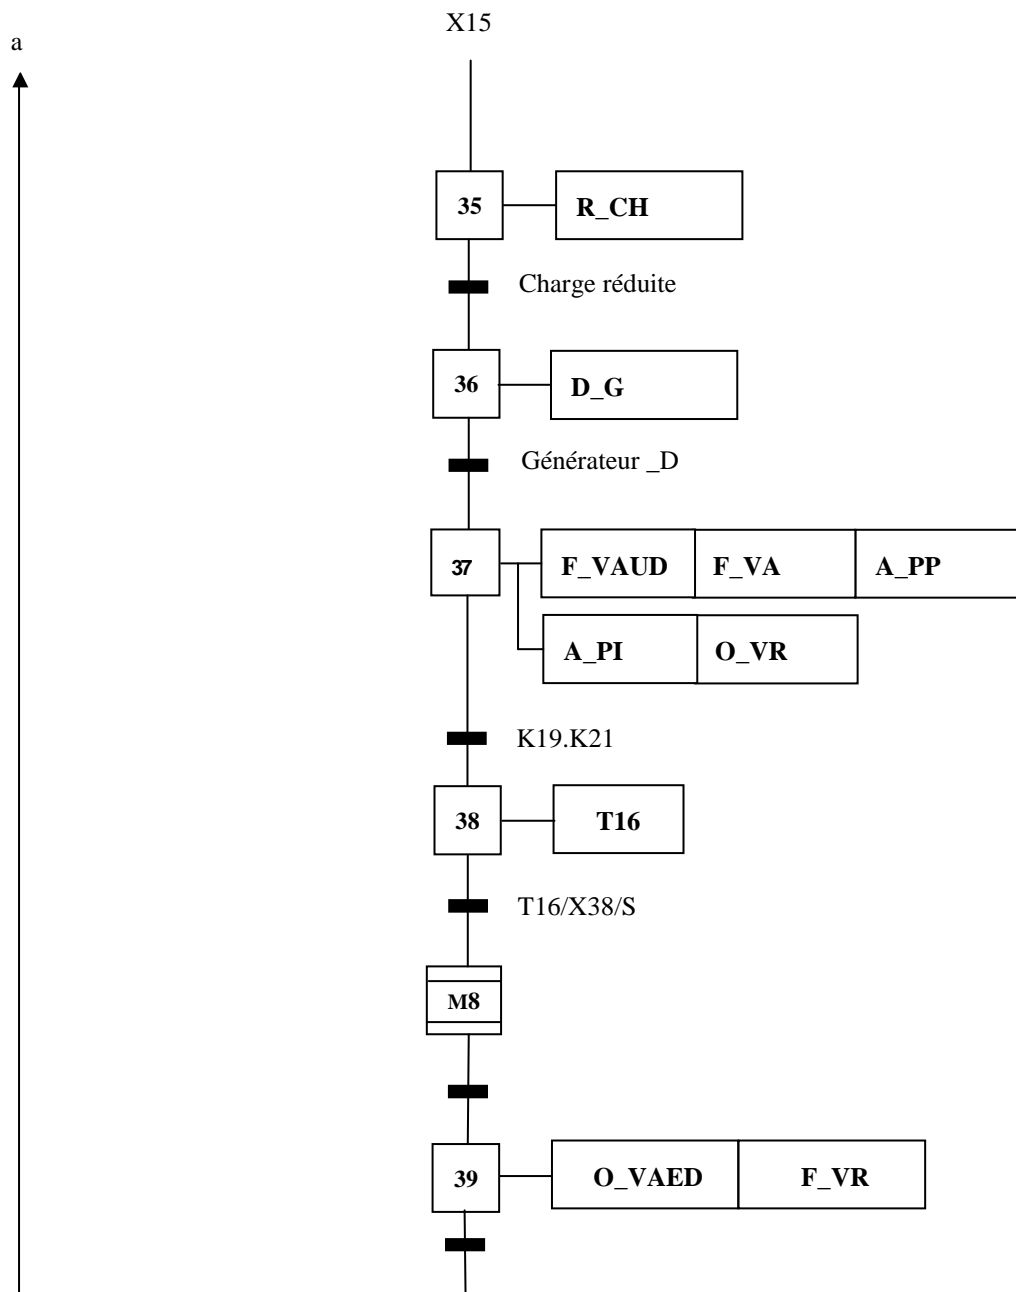 X15
a
35 R_CH
Charge réduite
36 D_G
Générateur _D
37 F_VAUD F_VA A_PP
A_PI O_VR
K19.K21
38 T16
T16/X38/S
M8
39 O_VAED F_VR